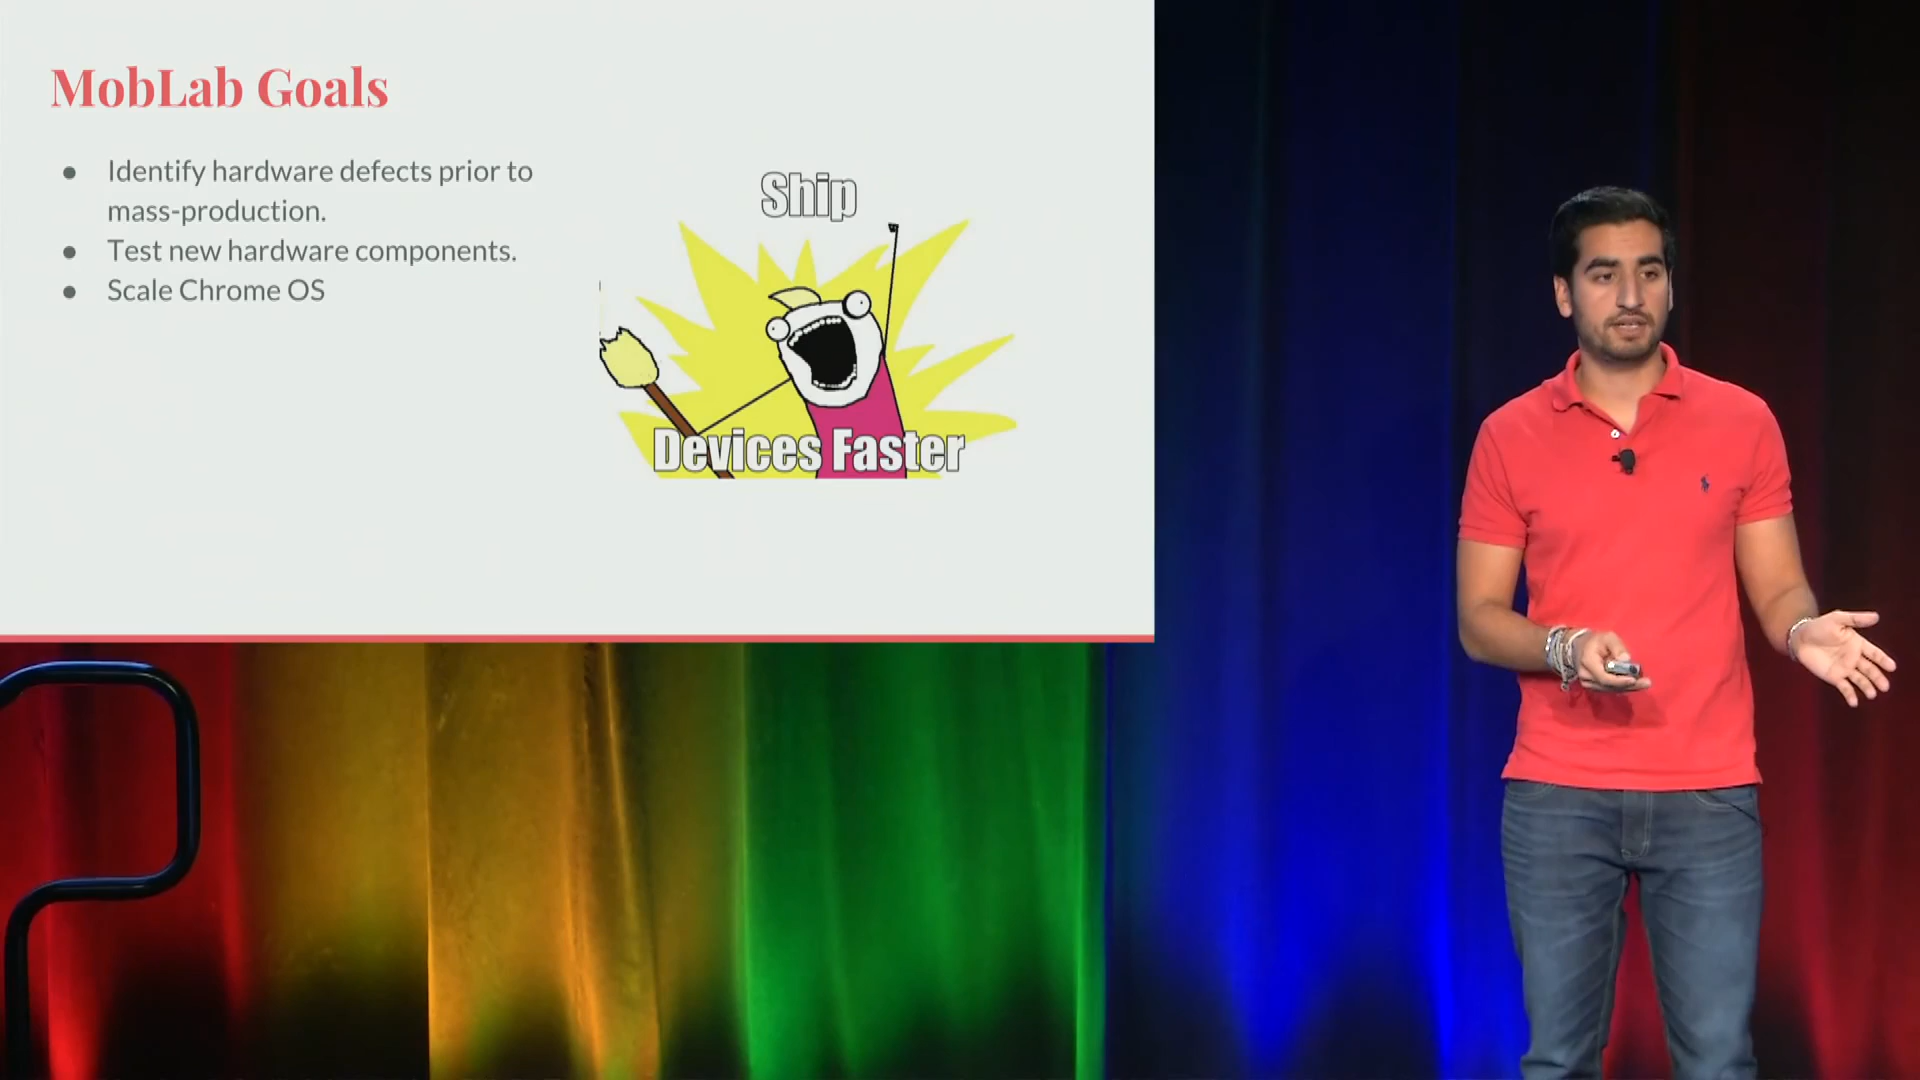 MobLab Goals
● Identify hardware defects prior to
mass-production.
● Test new hardware components.
● Scale Chrome OS
Ship
Devices Faster